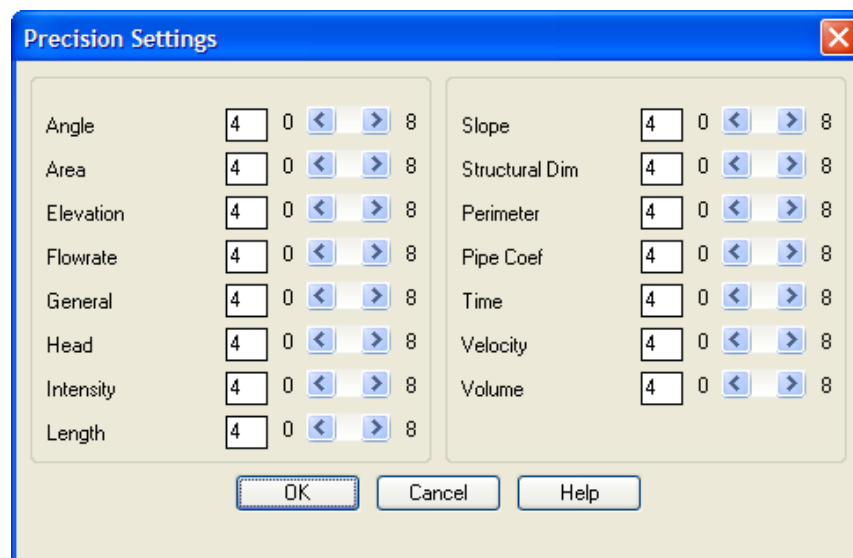 Precision Settings
Angle 4 0 8
Area 4 0 8
Elevation 4 0 8
Flowrate 4 0 8
General 4 0 8
Head 4 0 8
Intensity 4 0 8
Length 4 0 8
Slope 4 0 8
Structural Dim 4 0 8
Perimeter 4 0 8
Pipe Coef 4 0 8
Time 4 0 8
Velocity 4 0 8
Volume 4 0 8
OK Cancel Help